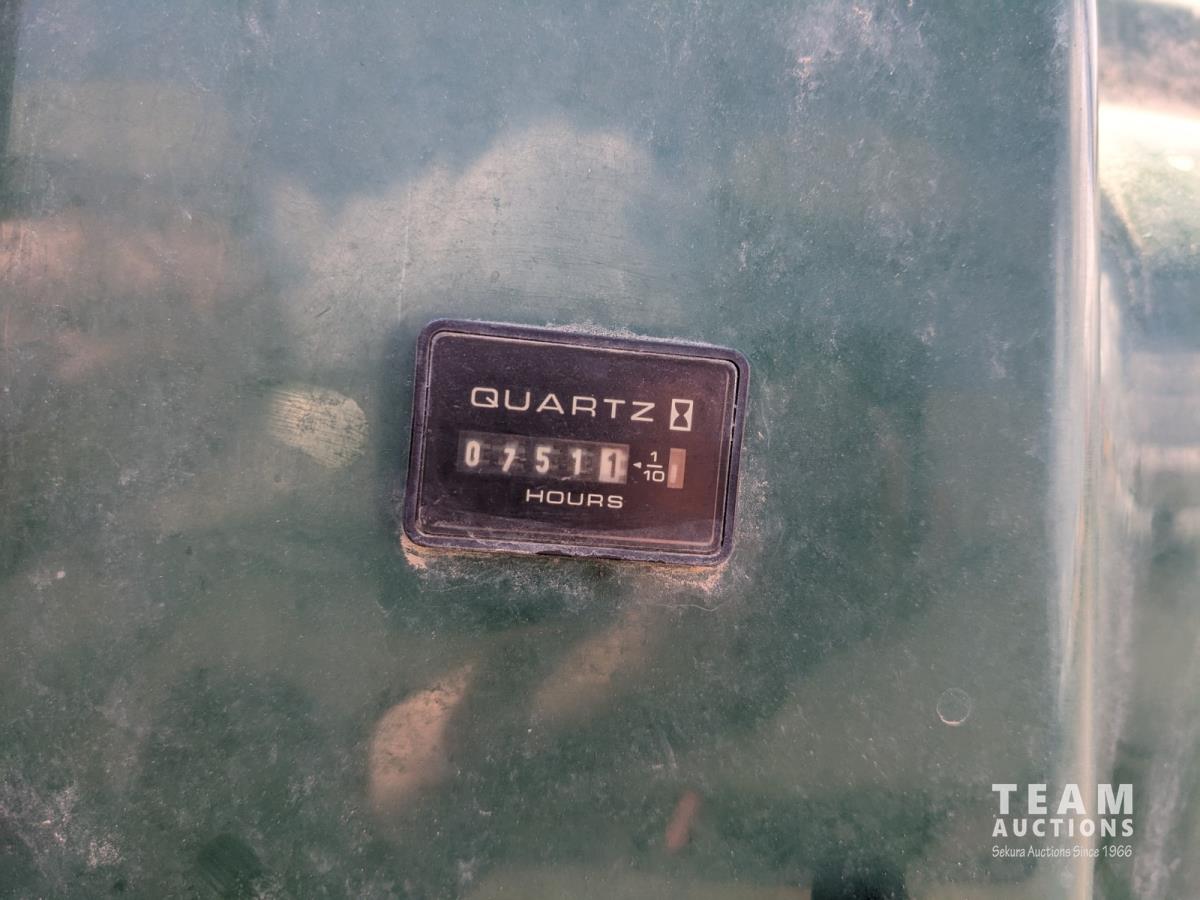 QUARTZ
07511 1/10
HOURS
TEAM
AUCTIONS
Sekura Auctions Since 1966